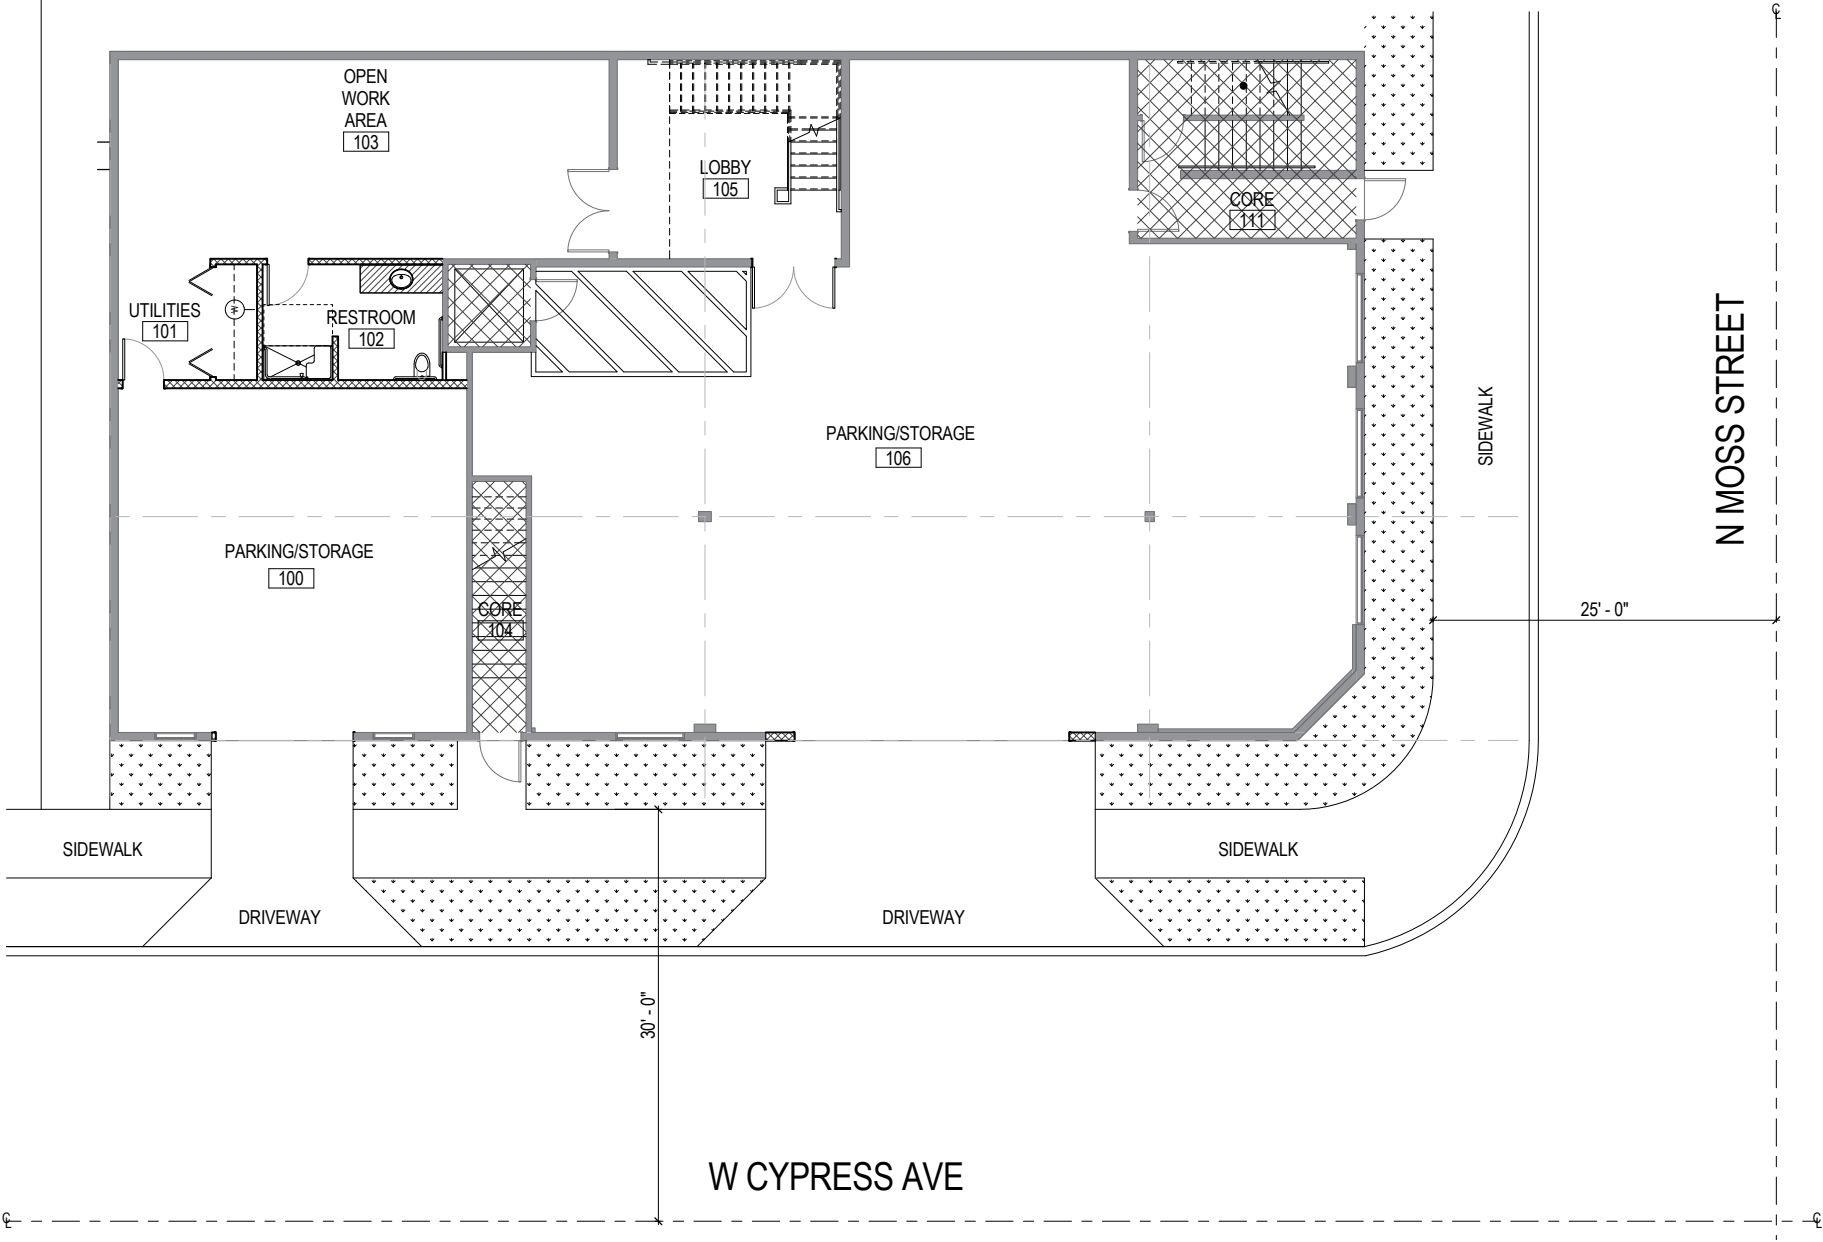 ℄
OPEN
WORK
AREA
103
LOBBY
105
CORE
111
UTILITIES
101
W
RESTROOM
102
N MOSS STREET
SIDEWALK
PARKING/STORAGE
106
PARKING/STORAGE
100
CORE
104
25' - 0"
SIDEWALK
SIDEWALK
DRIVEWAY
DRIVEWAY
30' - 0"
W CYPRESS AVE
℄
℄